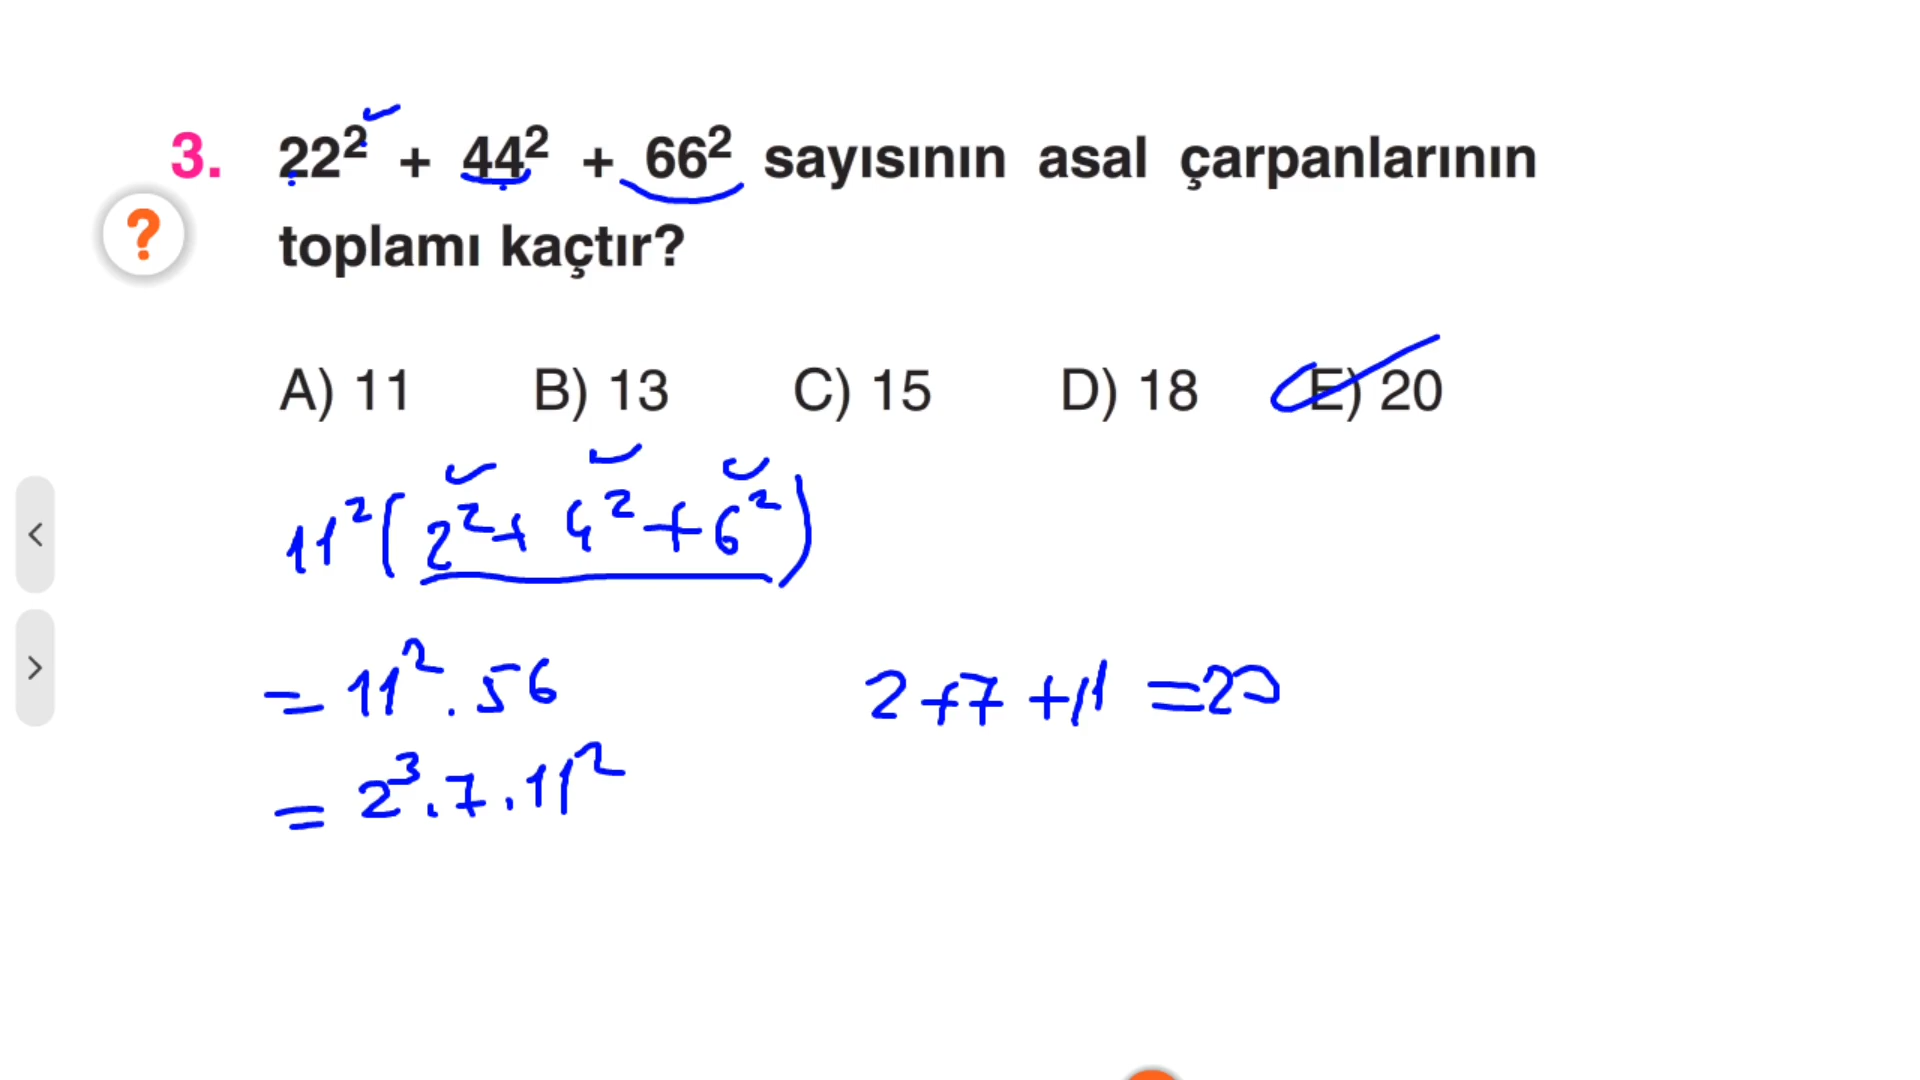 3. 22² + 44² + 66² sayısının asal çarpanlarının
?
toplamı kaçtır?
A) 11 B) 13 C) 15 D) 18 E) 20
11²(2²+4²+6²)
= 11².56
2+7+11=20
= 2³.7.11²